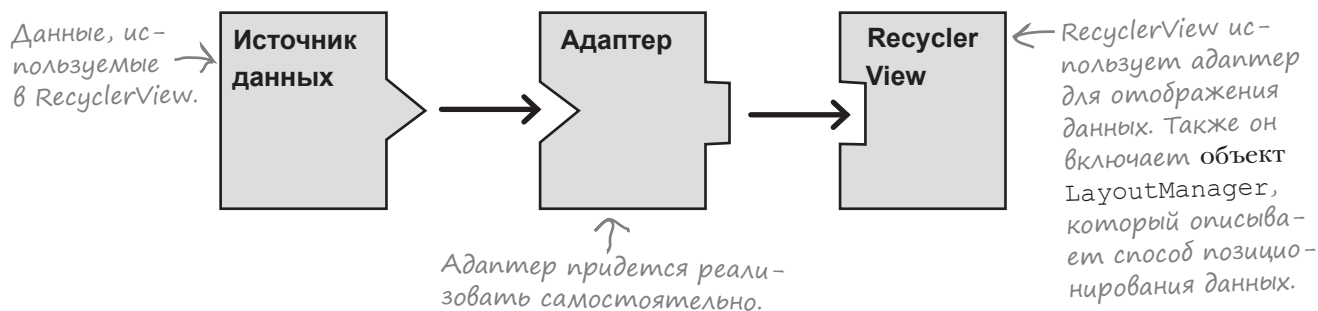 Данные, ис-
пользуемые
в RecyclerView.
Источник
данных
Адаптер
Recycler
View
RecyclerView ис-
пользует адаптер
для отображения
данных. Также он
включает объект
LayoutManager,
который описыва-
ет способ позицио-
нирования данных.
Адаптер придется реали-
зовать самостоятельно.